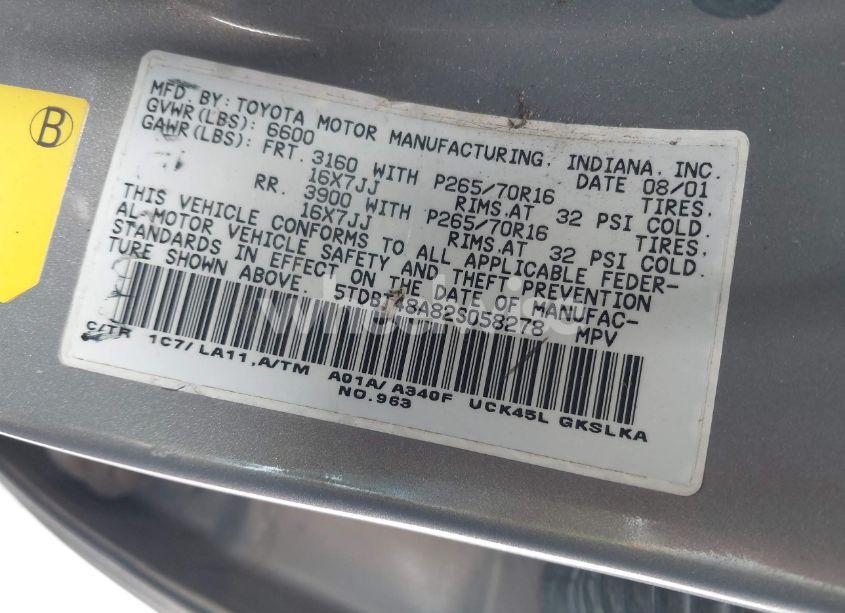 B
MFD. BY: TOYOTA MOTOR MANUFACTURING, INDIANA, INC.
GVWR(LBS): 6600 DATE 08/01
GAWR(LBS): FRT. 3160 WITH P265/70R16 TIRES,
16X7JJ RIMS,AT 32 PSI COLD.
RR. 3900 WITH P265/70R16 TIRES,
16X7JJ RIMS,AT 32 PSI COLD.
THIS VEHICLE CONFORMS TO ALL APPLICABLE FEDER-
AL MOTOR VEHICLE SAFETY AND THEFT PREVENTION
STANDARDS IN EFFECT ON THE DATE OF MANUFAC-
TURE SHOWN ABOVE. 5TDBT48A82S058278 MPV
C/TR 1C7/LA11,A/TM A01A/A340F UCK45L GKSLKA
NO.963